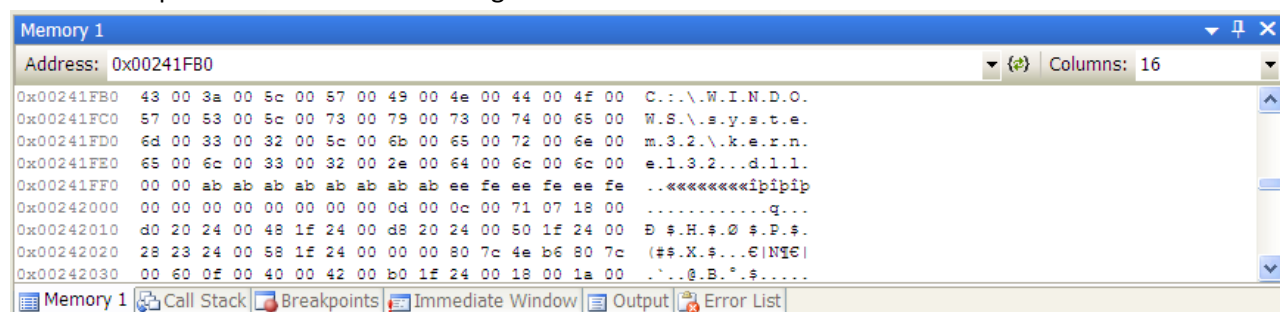 Memory 1
Address: 0x00241FB0 Columns: 16
0x00241FB0 43 00 3a 00 5c 00 57 00 49 00 4e 00 44 00 4f 00 C.:.\.W.I.N.D.O.
0x00241FC0 57 00 53 00 5c 00 73 00 79 00 73 00 74 00 65 00 W.S.\.s.y.s.t.e.
0x00241FD0 6d 00 33 00 32 00 5c 00 6b 00 65 00 72 00 6e 00 m.3.2.\.k.e.r.n.
0x00241FE0 65 00 6c 00 33 00 32 00 2e 00 64 00 6c 00 6c 00 e.l.3.2...d.l.l.
0x00241FF0 00 00 ab ab ab ab ab ab ab ab ee fe ee fe ee fe ..««««««««îþîþîþ
0x00242000 00 00 00 00 00 00 00 00 0d 00 0c 00 71 07 18 00 ............q...
0x00242010 d0 20 24 00 48 1f 24 00 d8 20 24 00 50 1f 24 00 Ð $.H.$.Ø $.P.$.
0x00242020 28 23 24 00 58 1f 24 00 00 00 80 7c 4e b6 80 7c (#$.X.$...€|N¶€|
0x00242030 00 60 0f 00 40 00 42 00 b0 1f 24 00 18 00 1a 00 .`..@.B.°.$.....
Memory 1 Call Stack Breakpoints Immediate Window Output Error List